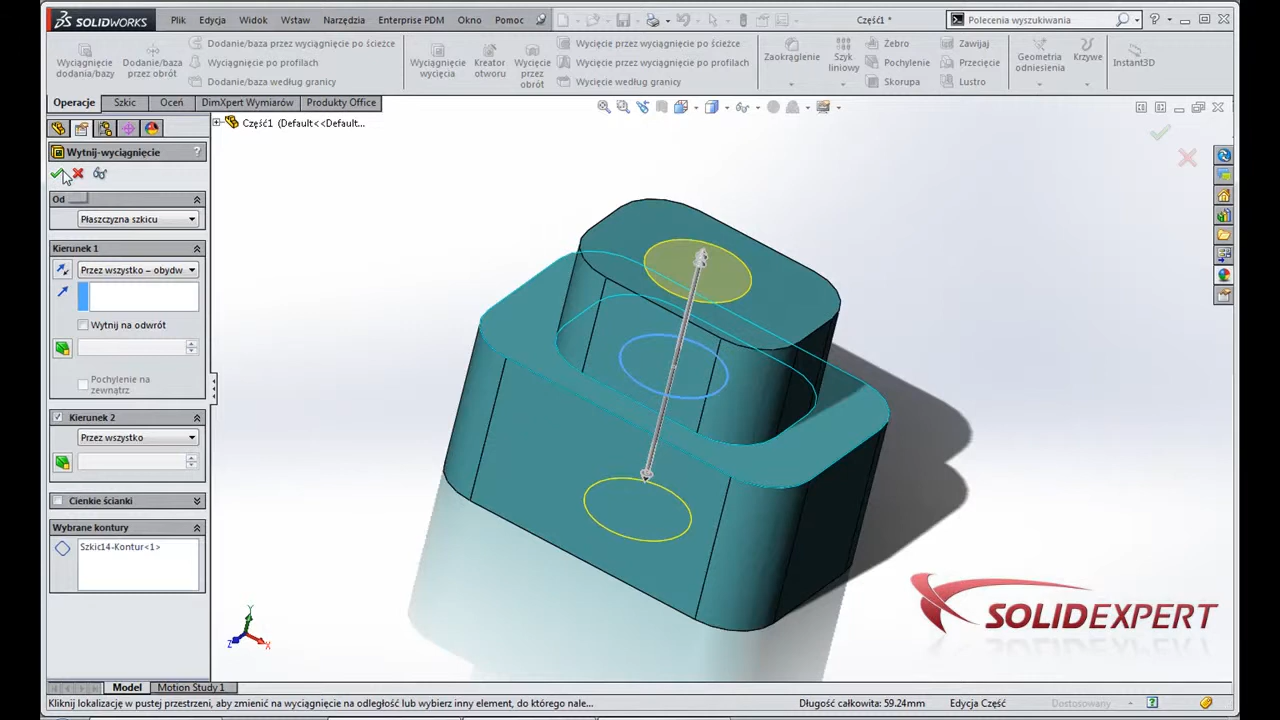 SOLIDWORKS
Plik
Edycja
Widok
Wstaw
Narzędzia
Enterprise PDM
Okno
Pomoc
Część1 *
Polecenia wyszukiwania
Wyciągnięcie dodania/bazy
Dodanie/baza przez obrót
Dodanie/baza przez wyciągnięcie po ścieżce
Wyciągnięcie po profilach
Dodanie/baza według granicy
Wyciągnięcie wycięcia
Kreator otworu
Wycięcie przez obrót
Wycięcie przez wyciągnięcie po ścieżce
Wycięcie przez wyciągnięcie po profilach
Wycięcie według granicy
Zaokrąglenie
Szyk liniowy
Żebro
Pochylenie
Skorupa
Zawijaj
Przecięcie
Lustro
Geometria odniesienia
Krzywe
Instant3D
Operacje
Szkic
Oceń
DimXpert Wymiarów
Produkty Office
Część1 (Default<<Default...
Wytnij-wyciągnięcie
?
Od
Płaszczyzna szkicu
Kierunek 1
Przez wszystko – obydw
Wytnij na odwrót
Pochylenie na
zewnątrz
Kierunek 2
Przez wszystko
Cienkie ścianki
Wybrane kontury
Szkic14-Kontur<1>
Y
Z
X
SOLIDEXPERT
Model
Motion Study 1
Kliknij lokalizację w pustej przestrzeni, aby zmienić na wyciągnięcie na odległość lub wybierz inny element, do którego nale...
Długość całkowita: 59.24mm
Edycja Część
Dostosowany